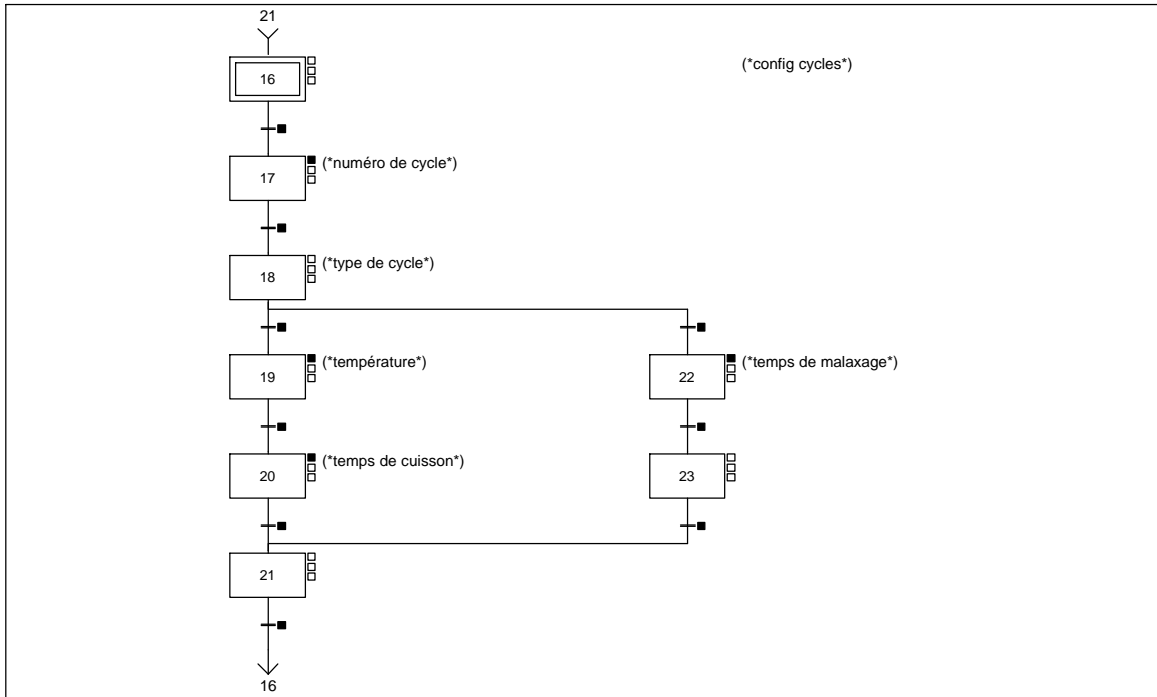 21
16
(*config cycles*)
17
(*numéro de cycle*)
18
(*type de cycle*)
19
(*température*)
22
(*temps de malaxage*)
20
(*temps de cuisson*)
23
21
16